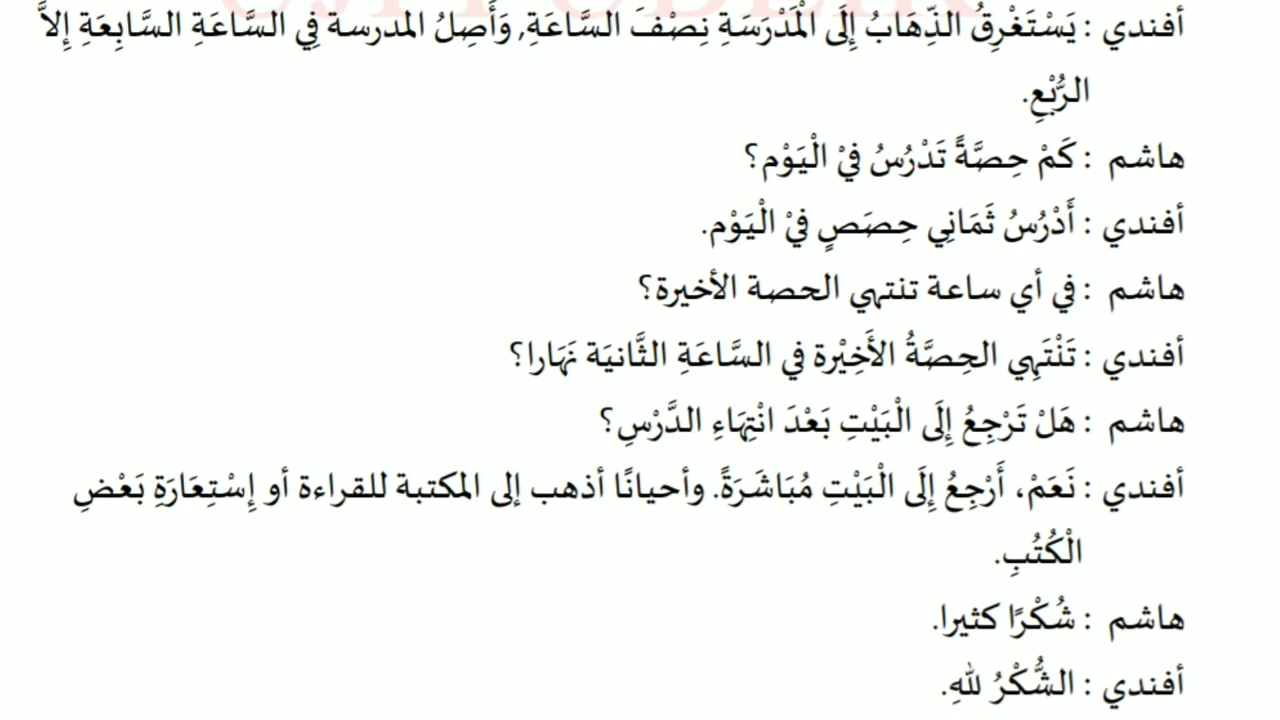 أفندي : يَسْتَغْرِقُ الذِّهَابُ إِلَى الْمَدْرَسَةِ نِصْفَ السَّاعَةِ, وَأَصِلُ المدرسة فِي السَّاعَةِ السَّابِعَةِ إِلاَّ
الرُّبْعِ.
هاشم : كَمْ حِصَّةً تَدْرُسُ فِيْ الْيَوْم؟
أفندي : أَدْرُسُ ثَمَانِي حِصَصٍ فِيْ الْيَوْم.
هاشم : في أي ساعة تنتهي الحصة الأخيرة؟
أفندي : تَنْتَهِي الحِصَّةُ الأَخِيْرة في السَّاعَةِ الثَّانيَة نَهَارا؟
هاشم : هَلْ تَرْجِعُ إِلَى الْبَيْتِ بَعْدَ انْتِهَاءِ الدَّرْسِ؟
أفندي : نَعَمْ، أَرْجِعُ إِلَى الْبَيْتِ مُبَاشَرَةً. وأحيانًا أذهب إلى المكتبة للقراءة أو إِسْتِعَارَةِ بَعْضِ
الْكُتُبِ.
هاشم : شُكْرًا كثيرا.
أفندي : الشُّكْرُ للهِ.